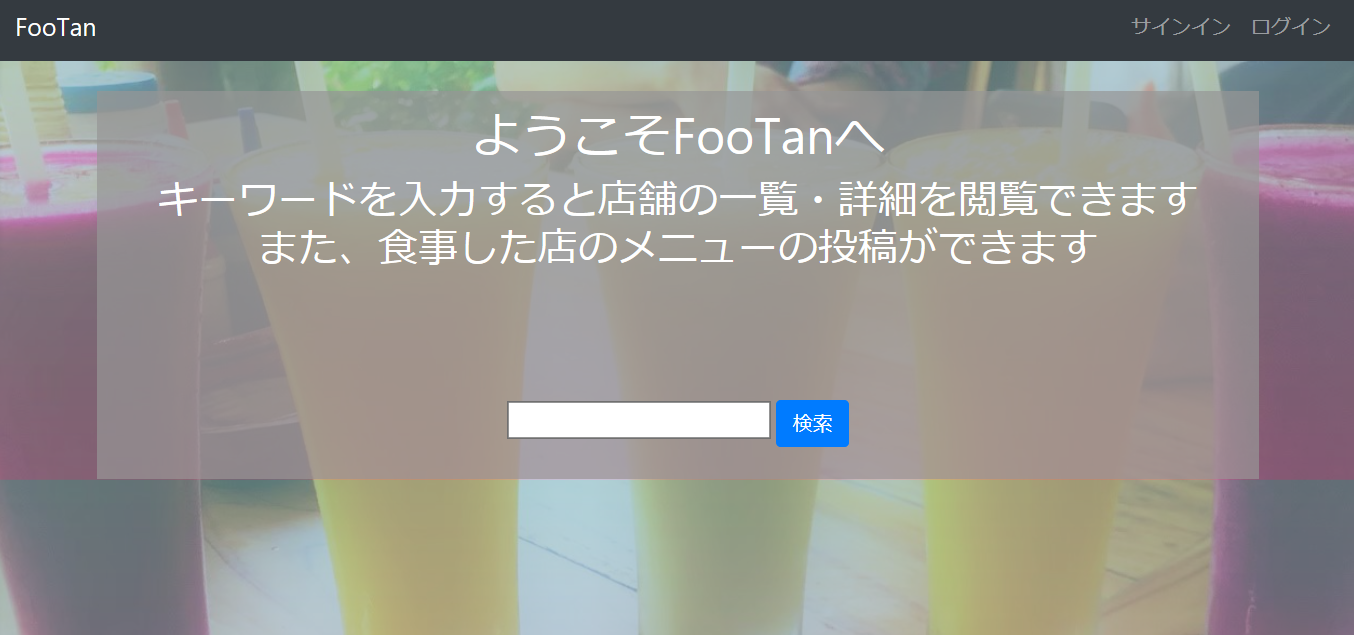 FooTan
サインイン ログイン
ようこそFooTanへ
キーワードを入力すると店舗の一覧・詳細を閲覧できます
また、食事した店のメニューの投稿ができます
検索